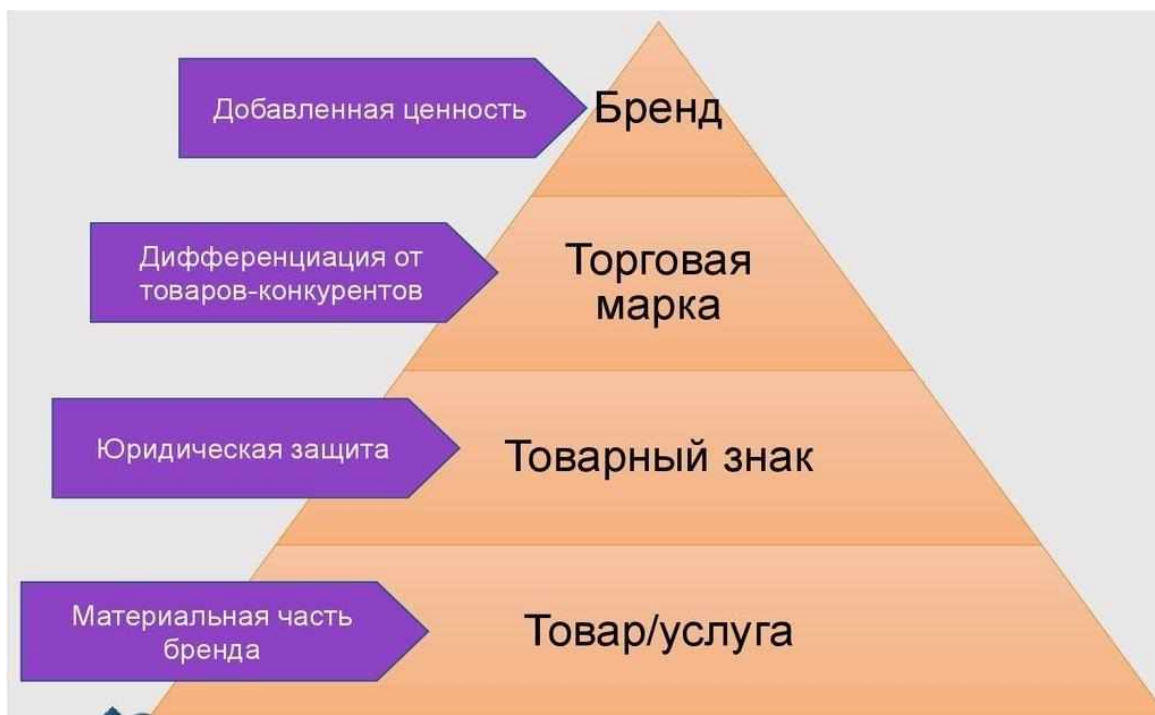 Добавленная ценность
Бренд
Дифференциация от
товаров-конкурентов
Торговая
марка
Юридическая защита
Товарный знак
Материальная часть
бренда
Товар/услуга